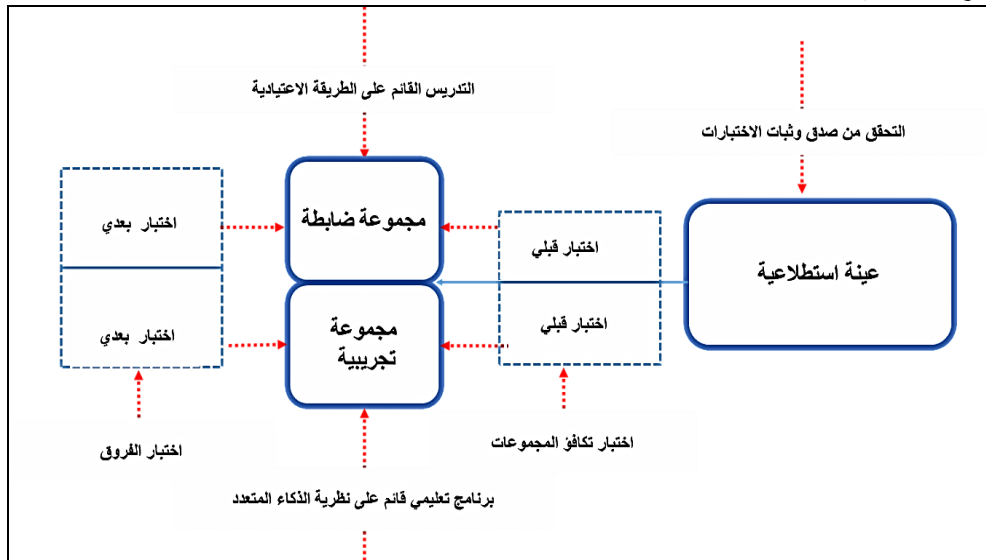 التدريس القائم على الطريقة الاعتيادية
التحقق من صدق وثبات الاختبارات
عينة استطلاعية
اختبار قبلي
اختبار قبلي
مجموعة ضابطة
مجموعة
تجريبية
اختبار بعدي
اختبار بعدي
اختبار تكافؤ المجموعات
اختبار الفروق
برنامج تعليمي قائم على نظرية الذكاء المتعدد